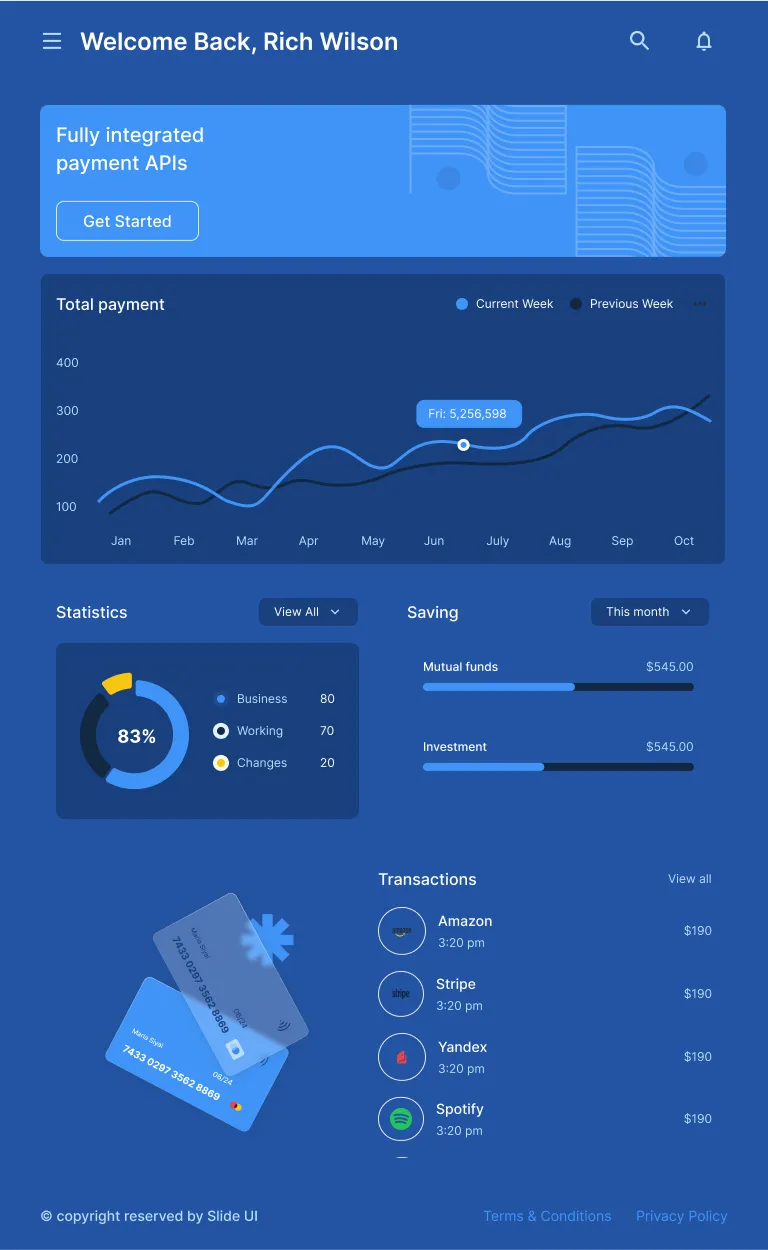 Welcome Back, Rich Wilson
Fully integrated
payment APIs
Get Started
Total payment
Current Week
Previous Week
400
300
200
100
Fri: 5,256,598
Jan Feb Mar Apr May Jun July Aug Sep Oct
Statistics
View All
83%
Business 80
Working 70
Changes 20
Saving
This month
Mutual funds $545.00
Investment $545.00
Maria Siyal
7433 0297 3562 8869
08/24
Maria Siyal
7433 0297 3562 8869
08/24
Transactions
View all
amazon
Amazon
3:20 pm
$190
stripe
Stripe
3:20 pm
$190
Yandex
3:20 pm
$190
Spotify
3:20 pm
$190
© copyright reserved by Slide UI
Terms & Conditions
Privacy Policy